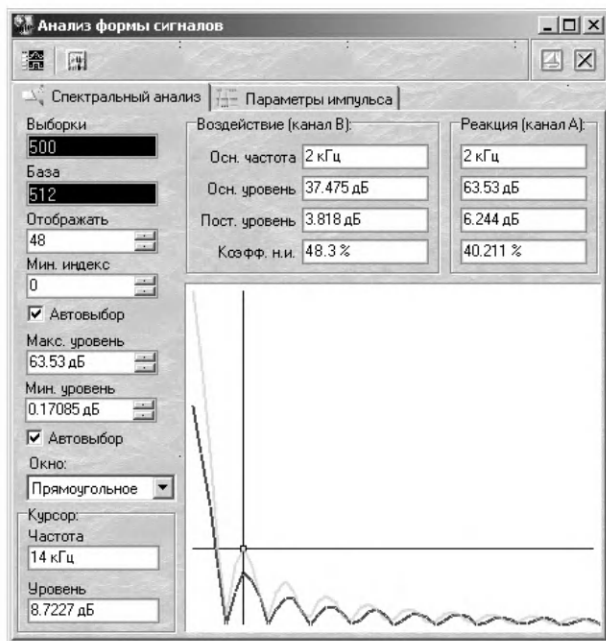 Анализ формы сигналов
Спектральный анализ
Параметры импульса
Выборки
500
База
512
Отображать
48
Мин. индекс
0
Автовыбор
Макс. уровень
63.53 дБ
Мин. уровень
0.17085 дБ
Автовыбор
Окно:
Прямоугольное
Курсор:
Частота
14 кГц
Уровень
8.7227 дБ
Воздействие (канал B):
Осн. частота 2 кГц
Осн. уровень 37.475 дБ
Пост. уровень 3.818 дБ
Коэфф. н.и. 48.3 %
Реакция (канал A):
2 кГц
63.53 дБ
6.244 дБ
40.211 %